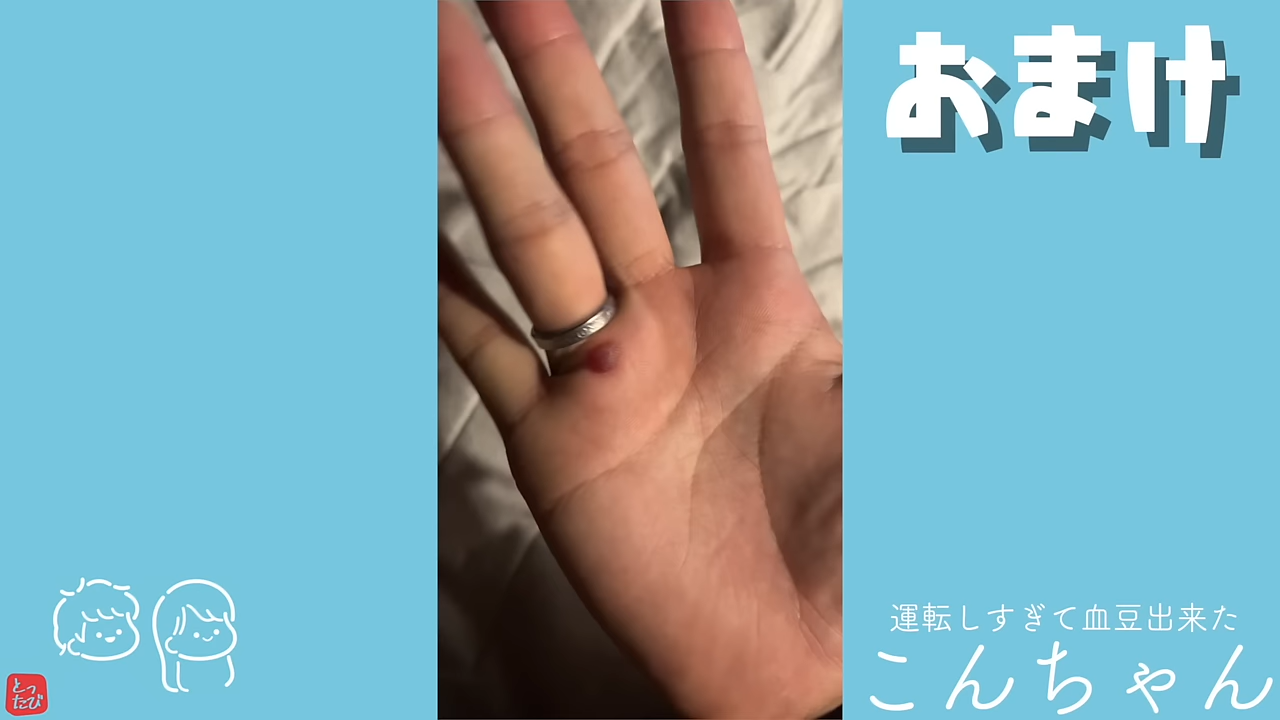 おまけ
運転しすぎて血豆出来た
こんちゃん
とっ
たび